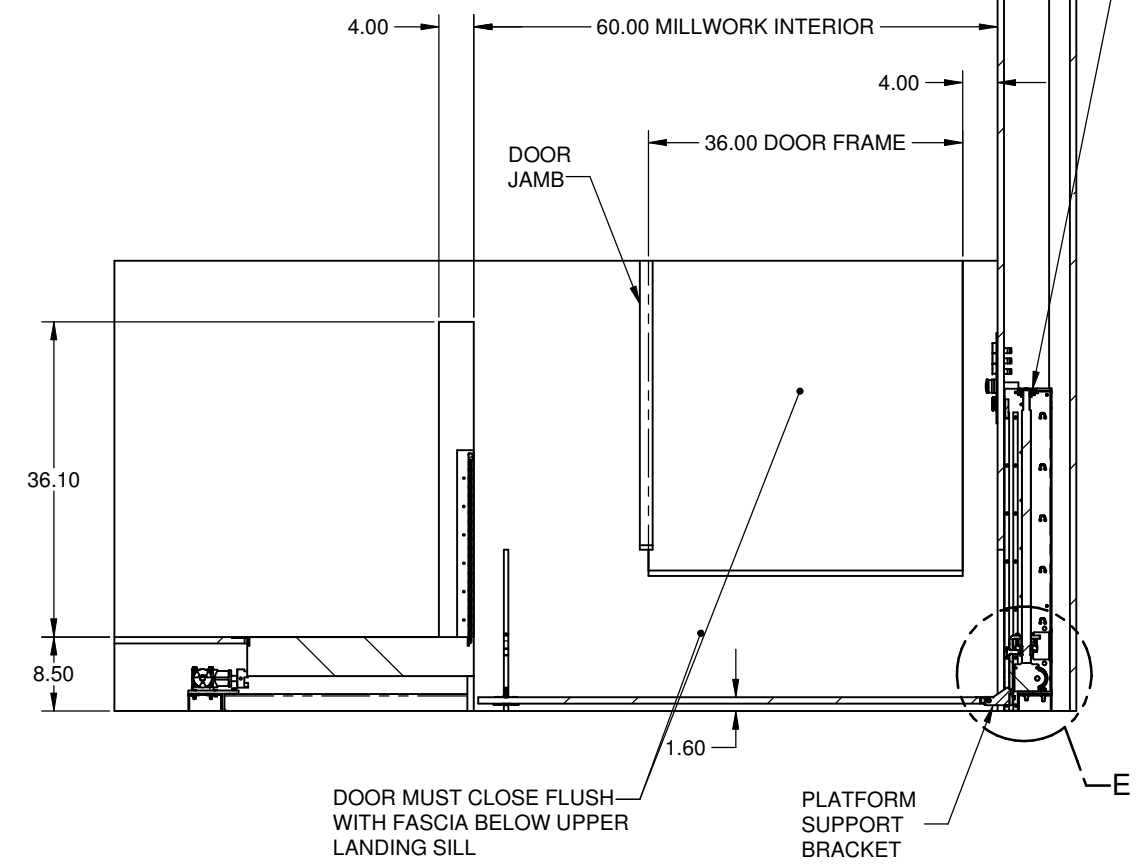 4.00
60.00 MILLWORK INTERIOR
4.00
36.00 DOOR FRAME
DOOR
JAMB
36.10
8.50
1.60
E
DOOR MUST CLOSE FLUSH
WITH FASCIA BELOW UPPER
LANDING SILL
PLATFORM
SUPPORT
BRACKET